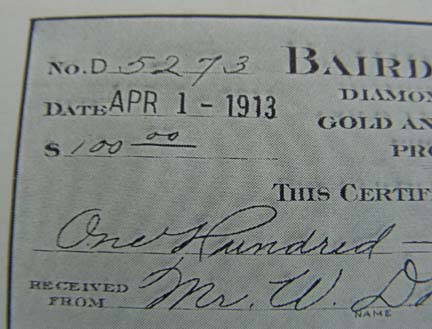 No. D 5273 BAIRD
DIAMON
DATE APR 1 - 1913
GOLD AN
$ 100 00
PRO
THIS CERTIF
One Hundred —
RECEIVED FROM Mr. W. D
NAME